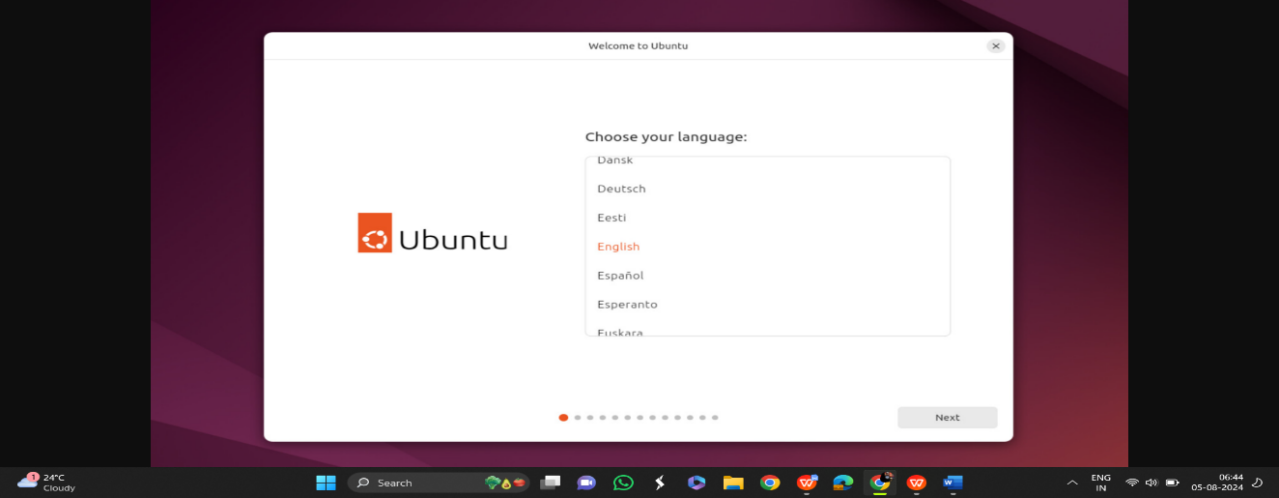 Welcome to Ubuntu
Choose your language:
Dansk
Deutsch
Eesti
English
Español
Esperanto
Euskara
Ubuntu
Next
1
24°C
Cloudy
Search
W
ENG
IN
06:44
05-08-2024